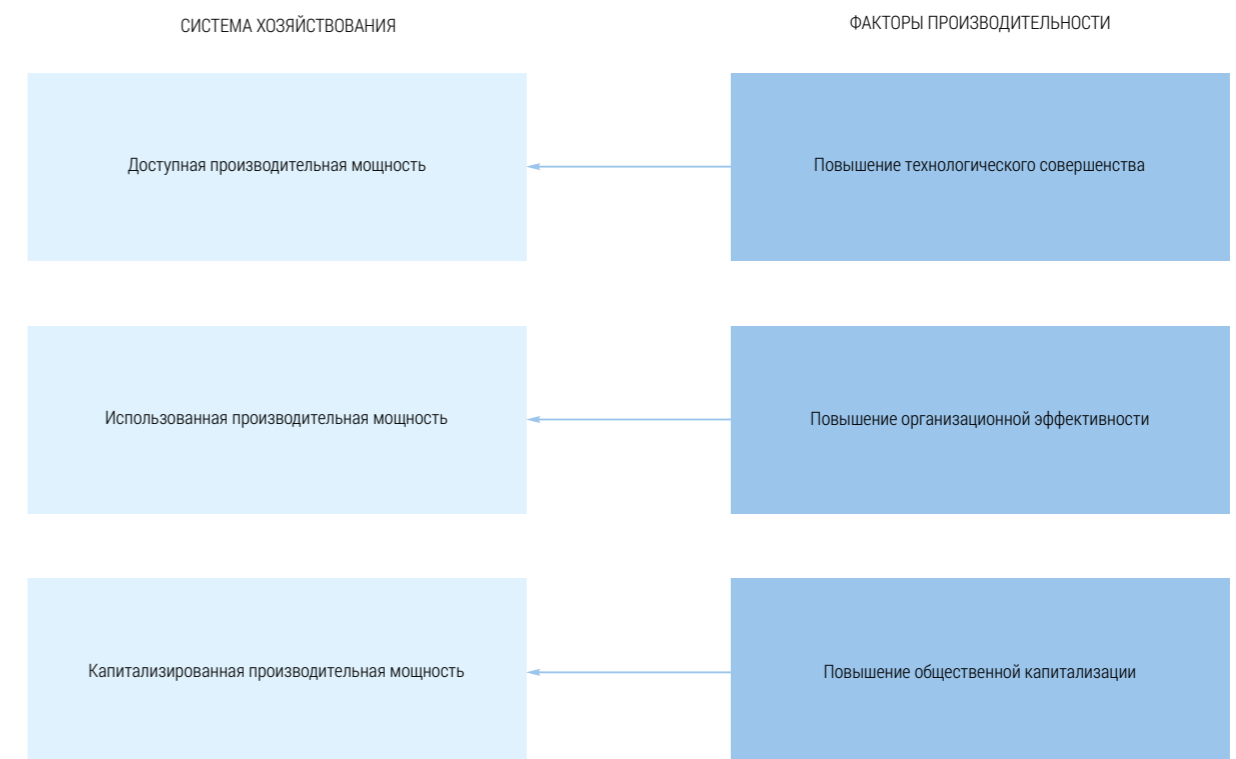 СИСТЕМА ХОЗЯЙСТВОВАНИЯ
ФАКТОРЫ ПРОИЗВОДИТЕЛЬНОСТИ
Доступная производительная мощность
Повышение технологического совершенства
Использованная производительная мощность
Повышение организационной эффективности
Капитализированная производительная мощность
Повышение общественной капитализации